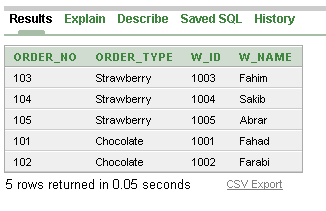 Results Explain Describe Saved SQL History
ORDER_NO ORDER_TYPE W_ID W_NAME
103 Strawberry 1003 Fahim
104 Strawberry 1004 Sakib
105 Strawberry 1005 Abrar
101 Chocolate 1001 Fahad
102 Chocolate 1002 Farabi
5 rows returned in 0.05 seconds CSV Export